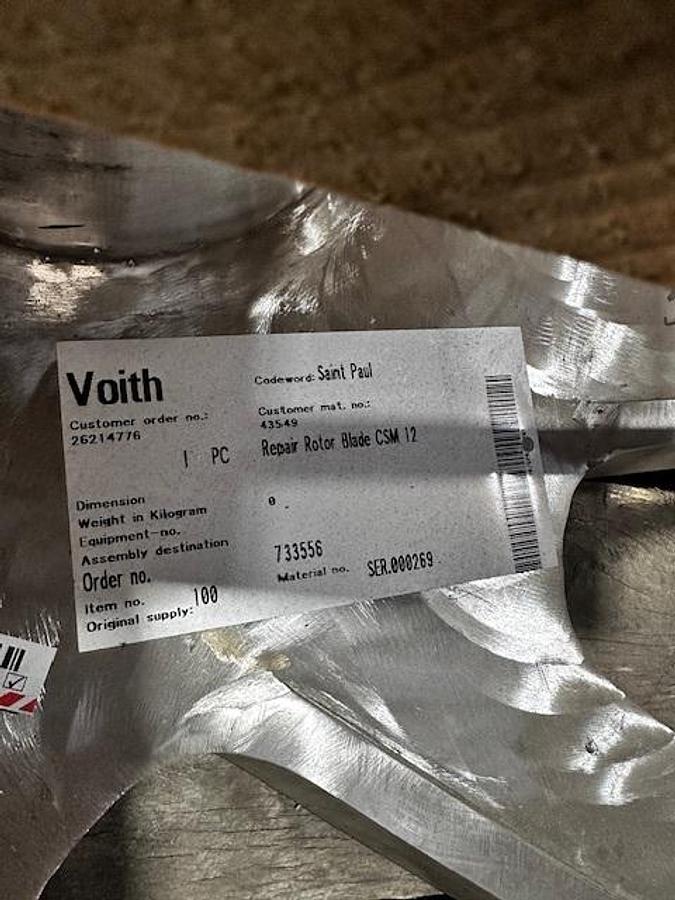 Voith
Codeword: Saint Paul
Customer order no.:
26214776
Customer mat. no.:
43549
1 PC
Repair Rotor Blade CSM 12
Dimension
Weight in Kilogram
0
Equipment-no.
Assembly destination
Order no.
733556
Item no. 100
Material no. SER.000269
Original supply: